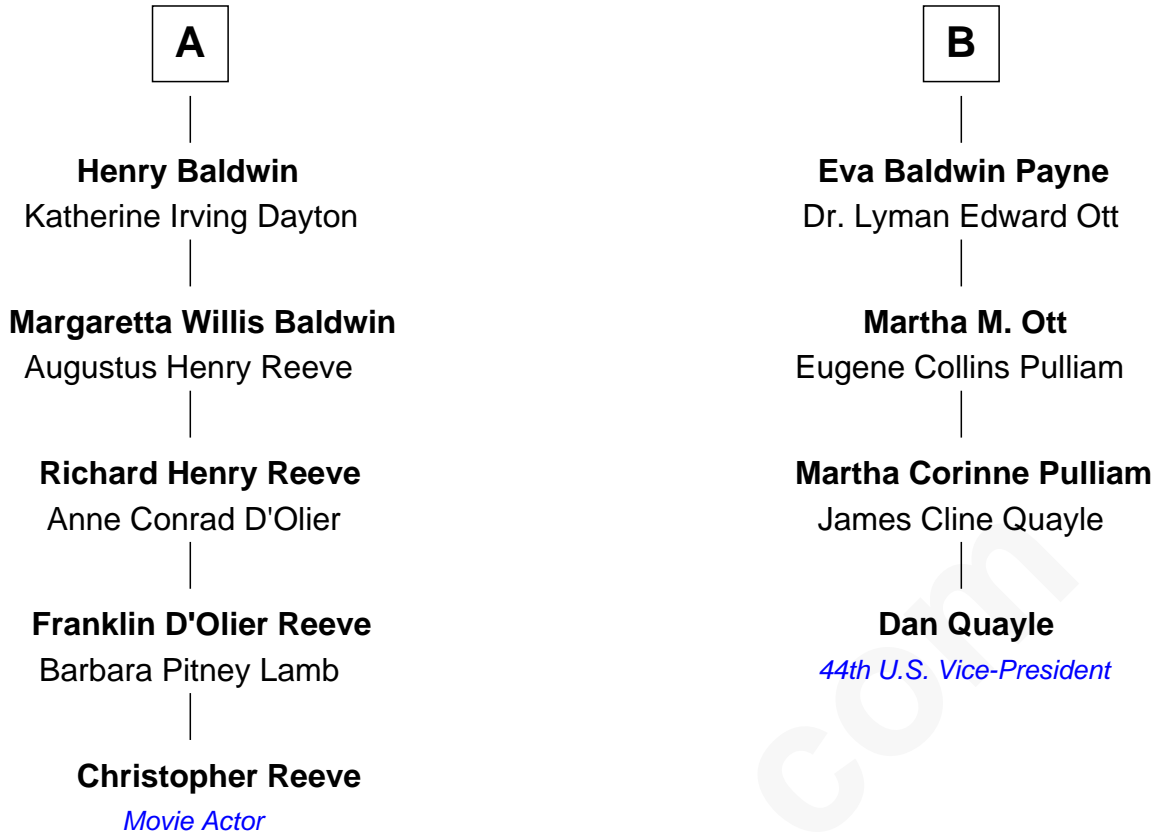 A
Henry Baldwin
Katherine Irving Dayton
Margaretta Willis Baldwin
Augustus Henry Reeve
Richard Henry Reeve
Anne Conrad D'Olier
Franklin D'Olier Reeve
Barbara Pitney Lamb
Christopher Reeve
Movie Actor
B
Eva Baldwin Payne
Dr. Lyman Edward Ott
Martha M. Ott
Eugene Collins Pulliam
Martha Corinne Pulliam
James Cline Quayle
Dan Quayle
44th U.S. Vice-President
com